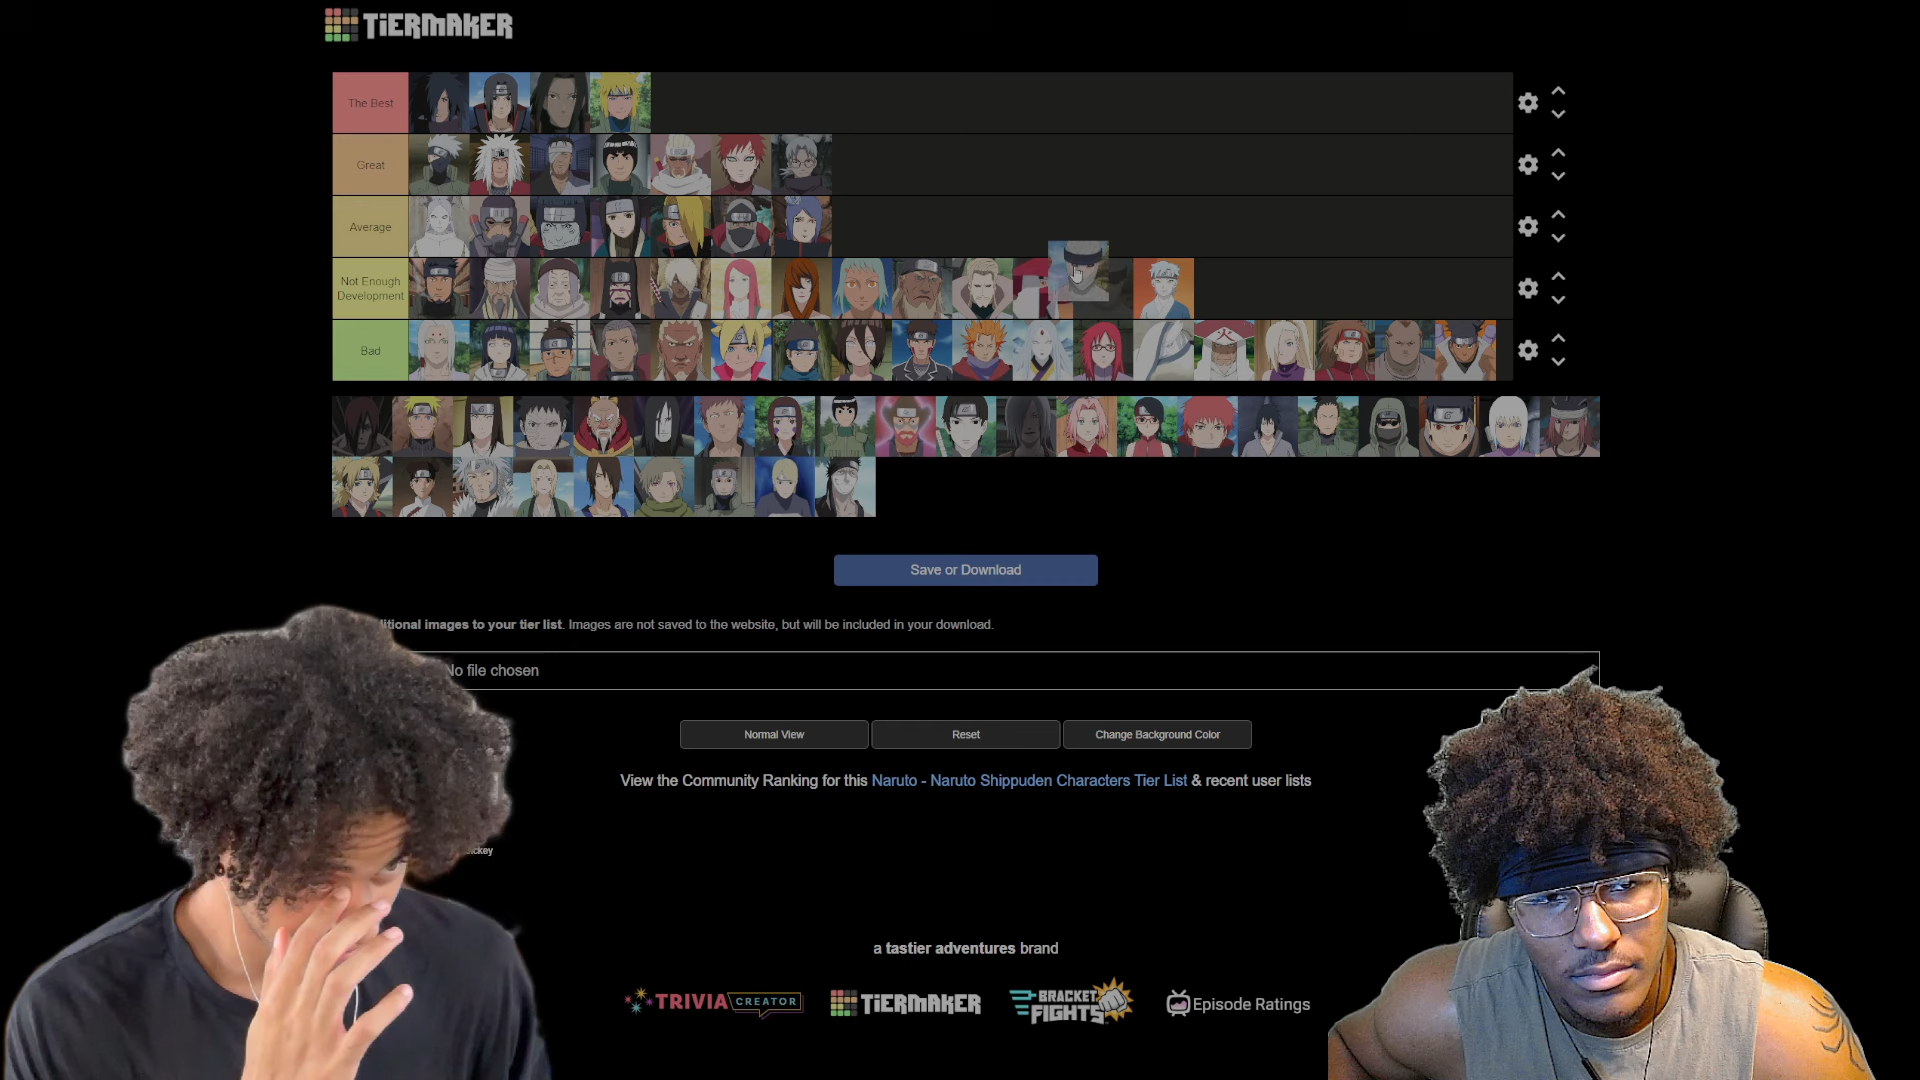 TiERMAKER
The Best
Great
Average
Not Enough
Development
Bad
Save or Download
itional images to your tier list. Images are not saved to the website, but will be included in your download.
No file chosen
Normal View
Reset
Change Background Color
View the Community Ranking for this Naruto - Naruto Shippuden Characters Tier List & recent user lists
ickey
a tastier adventures brand
TRIVIA CREATOR
TiERMAKER
BRACKET
FIGHTS
Episode Ratings